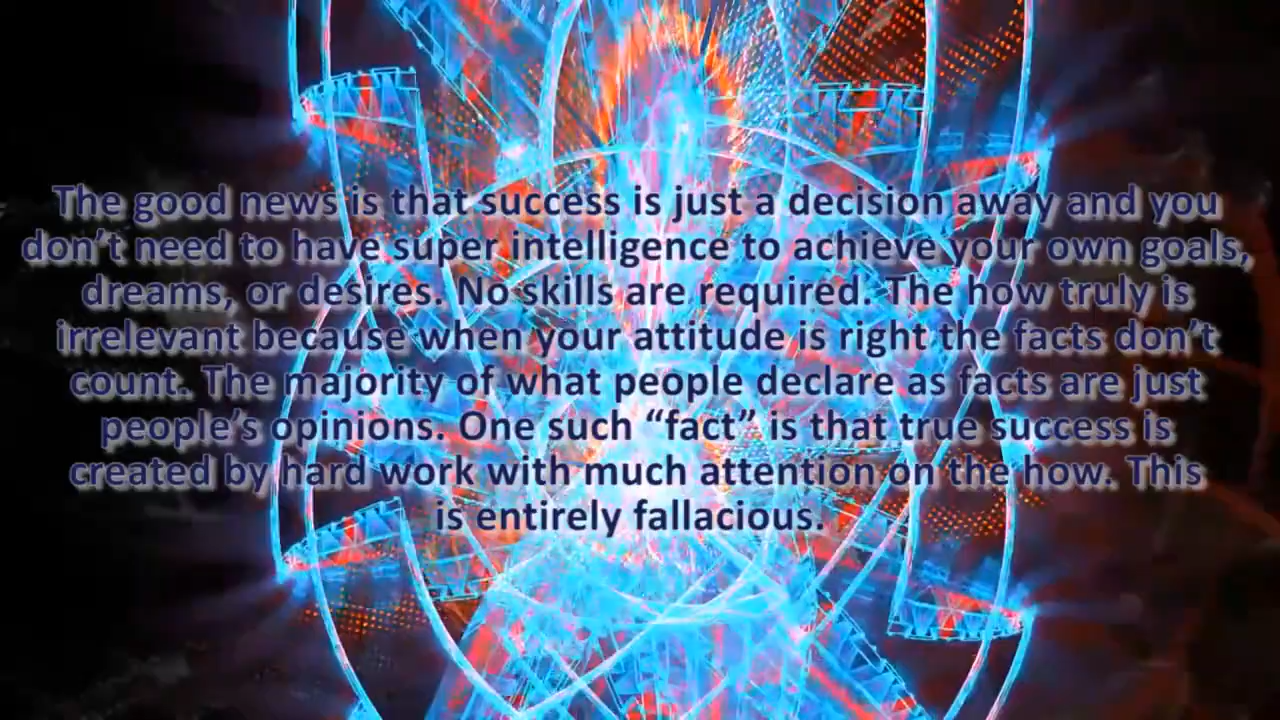 The good news is that success is just a decision away and you
don’t need to have super intelligence to achieve your own goals,
dreams, or desires. No skills are required. The how truly is
irrelevant because when your attitude is right the facts don’t
count. The majority of what people declare as facts are just
people’s opinions. One such “fact” is that true success is
created by hard work with much attention on the how. This
is entirely fallacious.